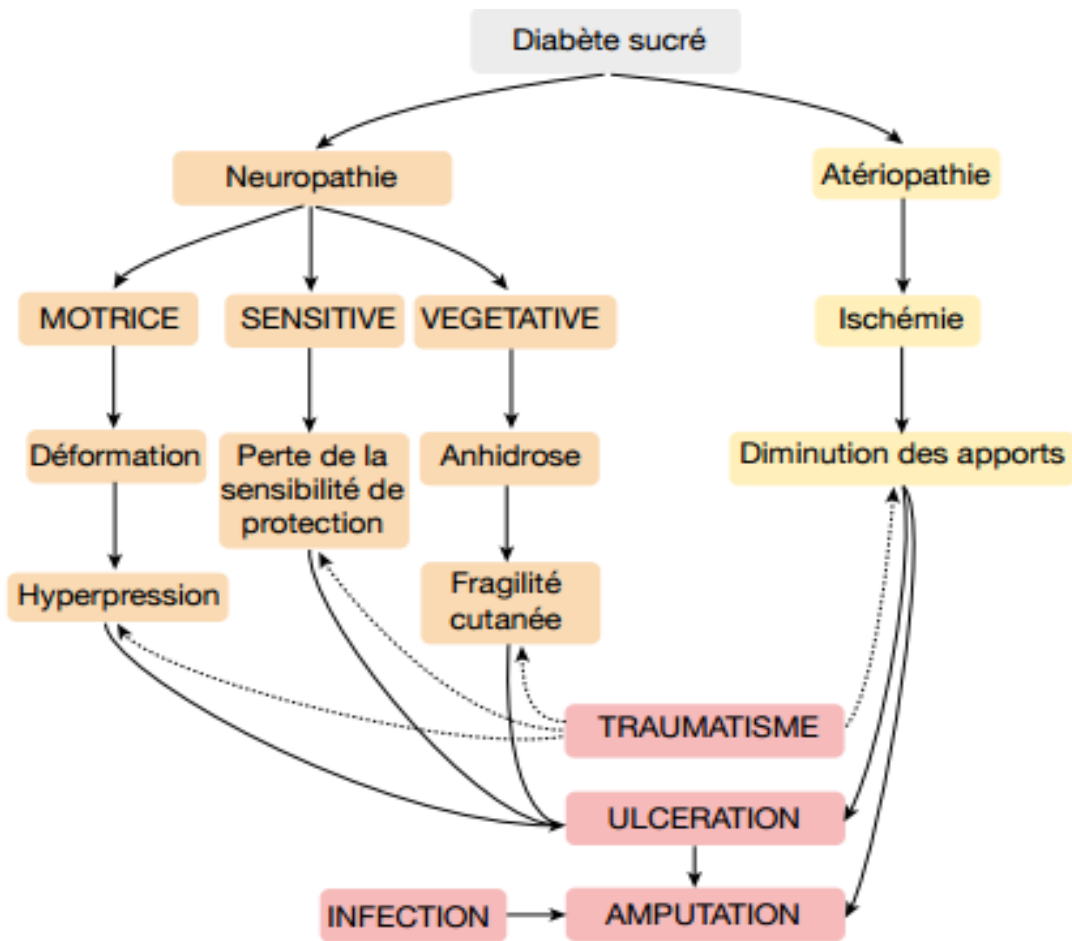 Diabète sucré
Neuropathie
Atériopathie
MOTRICE
SENSITIVE
VEGETATIVE
Ischémie
Déformation
Perte de la
sensibilité de
protection
Anhidrose
Diminution des apports
Hyperpression
Fragilité
cutanée
TRAUMATISME
ULCERATION
INFECTION
AMPUTATION